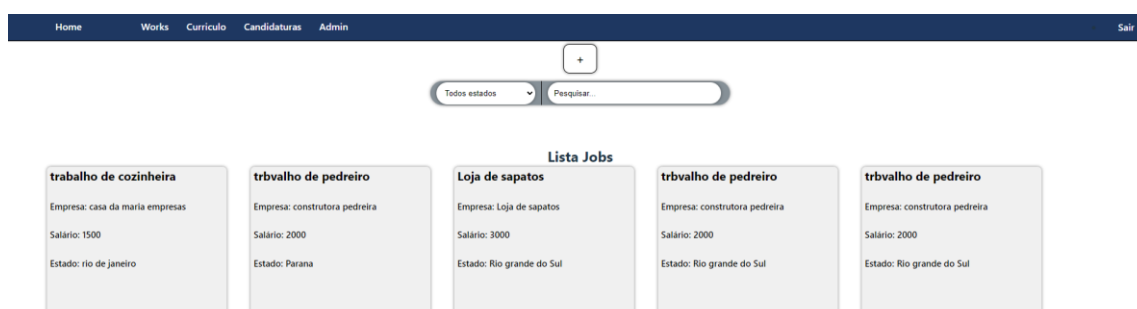 Home Works Curriculo Candidaturas Admin Sair
+
Todos estados Pesquisar...
Lista Jobs
trabalho de cozinheira
Empresa: casa da maria empresas
Salário: 1500
Estado: rio de janeiro
trbvalho de pedreiro
Empresa: construtora pedreira
Salário: 2000
Estado: Parana
Loja de sapatos
Empresa: Loja de sapatos
Salário: 3000
Estado: Rio grande do Sul
trbvalho de pedreiro
Empresa: construtora pedreira
Salário: 2000
Estado: Rio grande do Sul
trbvalho de pedreiro
Empresa: construtora pedreira
Salário: 2000
Estado: Rio grande do Sul